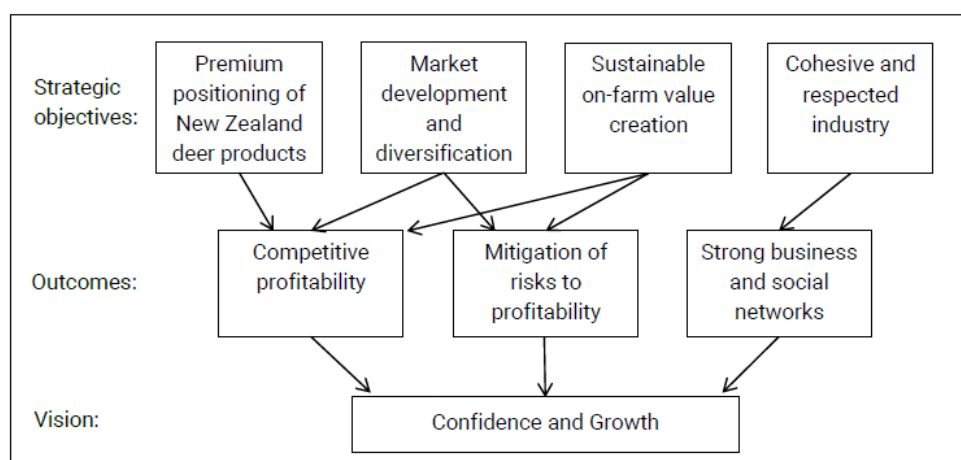 Strategic
objectives:
Premium
positioning of
New Zealand
deer products
Market
development
and
diversification
Sustainable
on-farm value
creation
Cohesive and
respected
industry
Outcomes:
Competitive
profitability
Mitigation of
risks to
profitability
Strong business
and social
networks
Vision:
Confidence and Growth